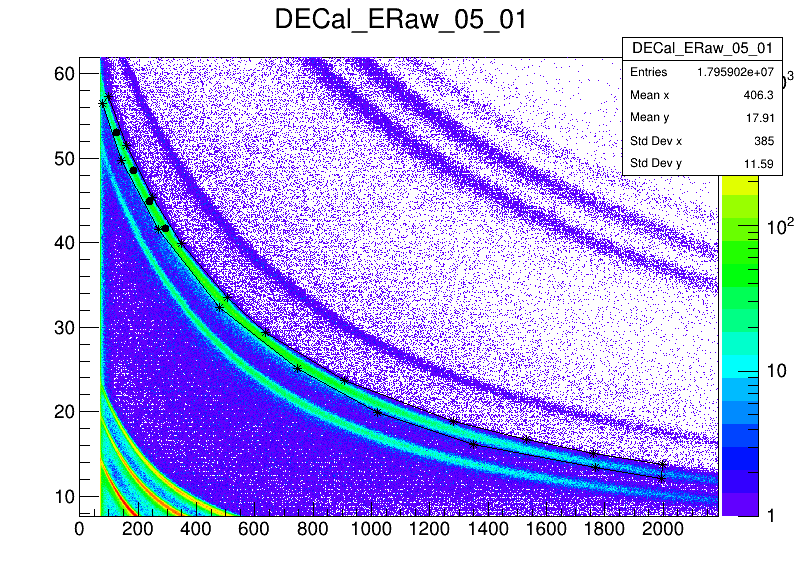 DECal_ERaw_05_01
DECal_ERaw_05_01
Entries 1.795902e+07
Mean x 406.3
Mean y 17.91
Std Dev x 385
Std Dev y 11.59
60
50
40
30
20
10
0 200 400 600 800 1000 1200 1400 1600 1800 2000
10²
10
1